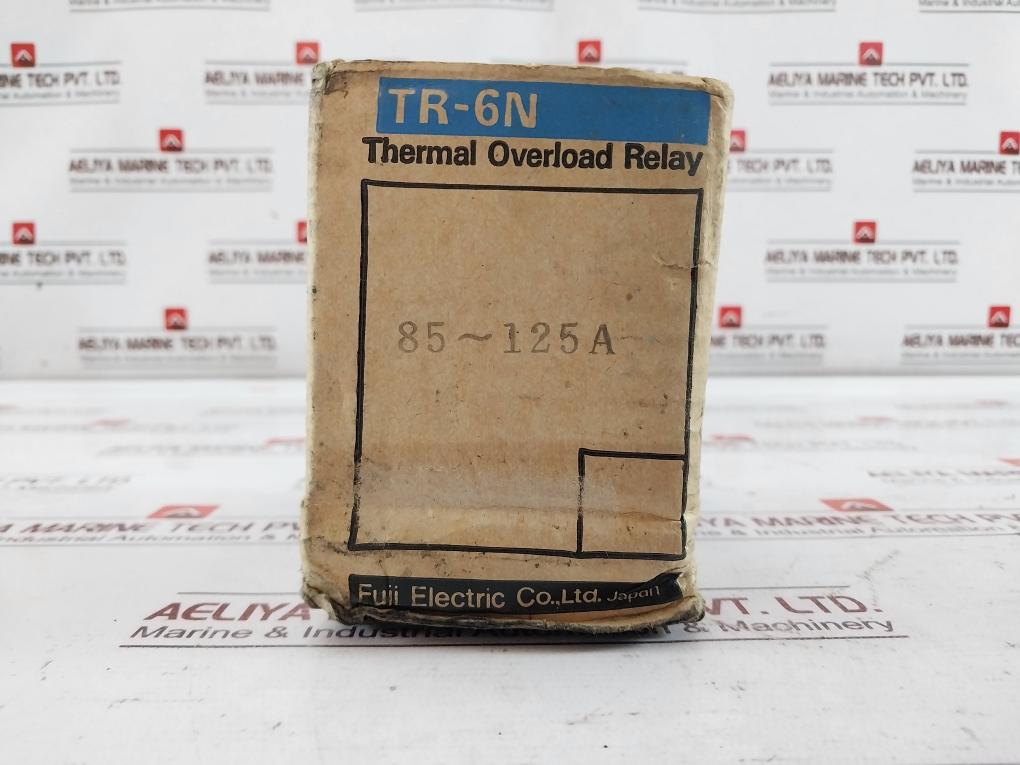 TR-6N
Thermal Overload Relay
85~125A
Fuji Electric Co.,Ltd. Japan
AELIYA MARINE TECH PVT. LTD.
Marine & Industrial Automation & Machinery